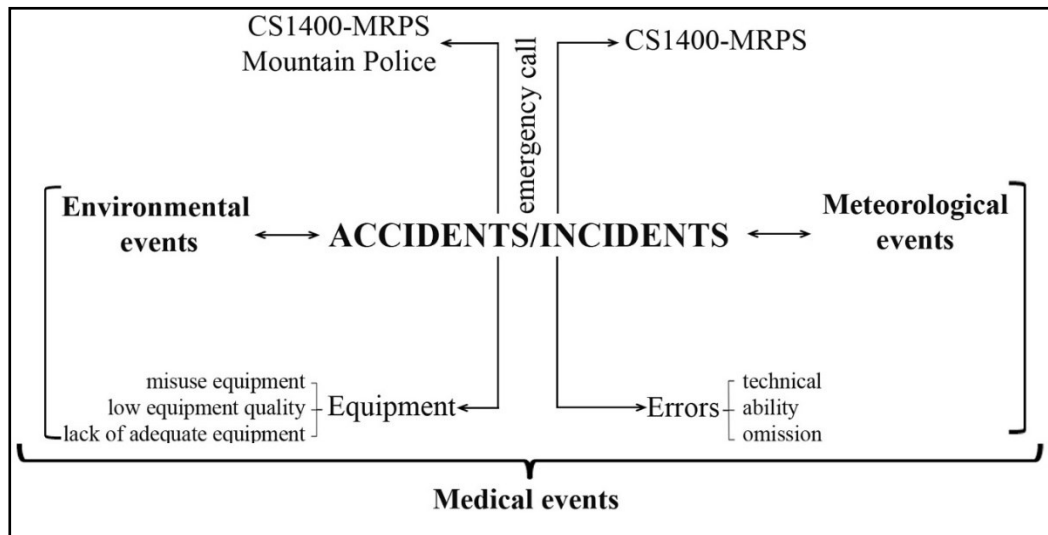 CS1400-MRPS
Mountain Police
emergency call
CS1400-MRPS
Environmental
events
ACCIDENTS/INCIDENTS
Meteorological
events
misuse equipment
low equipment quality
lack of adequate equipment
Equipment
Errors
technical
ability
omission
Medical events